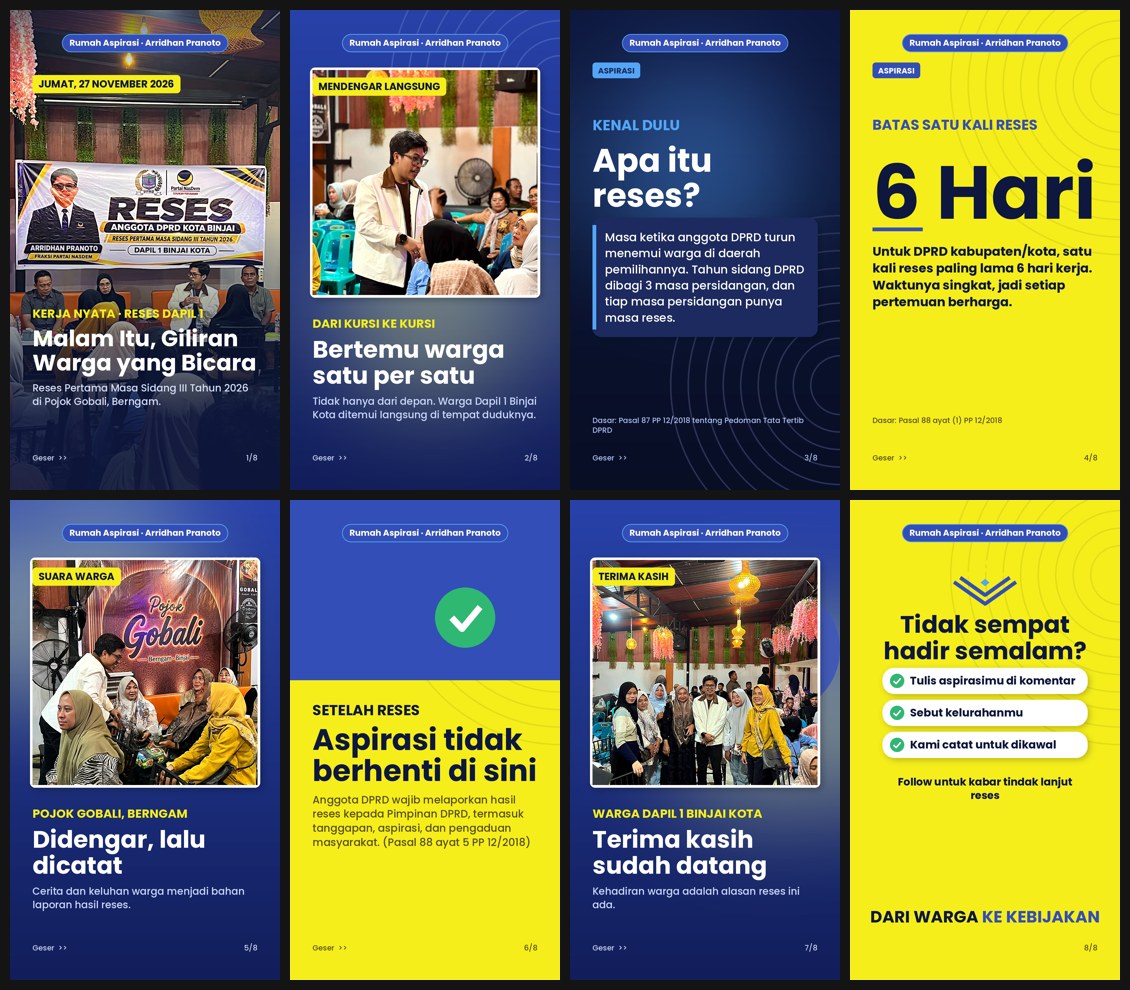 Rumah Aspirasi · Arridhan Pranoto
JUMAT, 27 NOVEMBER 2026
Partai NasDem
RESES
ANGGOTA DPRD KOTA BINJAI
RESES PERTAMA MASA SIDANG III TAHUN 2026
DAPIL 1 BINJAI KOTA
ARRIDHAN PRANOTO
FRAKSI PARTAI NASDEM
KERJA NYATA · RESES DAPIL 1
Malam Itu, Giliran
Warga yang Bicara
Reses Pertama Masa Sidang III Tahun 2026
di Pojok Gobali, Berngam.
Geser >>
1/8
Rumah Aspirasi · Arridhan Pranoto
MENDENGAR LANGSUNG
DARI KURSI KE KURSI
Bertemu warga
satu per satu
Tidak hanya dari depan. Warga Dapil 1 Binjai
Kota ditemui langsung di tempat duduknya.
Geser >>
2/8
Rumah Aspirasi · Arridhan Pranoto
ASPIRASI
KENAL DULU
Apa itu
reses?
Masa ketika anggota DPRD turun
menemui warga di daerah
pemilihannya. Tahun sidang DPRD
dibagi 3 masa persidangan, dan
tiap masa persidangan punya
masa reses.
Dasar: Pasal 87 PP 12/2018 tentang Pedoman Tata Tertib
DPRD
Geser >>
3/8
Rumah Aspirasi · Arridhan Pranoto
ASPIRASI
BATAS SATU KALI RESES
6 Hari
Untuk DPRD kabupaten/kota, satu
kali reses paling lama 6 hari kerja.
Waktunya singkat, jadi setiap
pertemuan berharga.
Dasar: Pasal 88 ayat (1) PP 12/2018
Geser >>
4/8
Rumah Aspirasi · Arridhan Pranoto
SUARA WARGA
Pojok
Gobali
Berngam - Binjai
GOBAL
POJOK GOBALI, BERNGAM
Didengar, lalu
dicatat
Cerita dan keluhan warga menjadi bahan
laporan hasil reses.
Geser >>
5/8
Rumah Aspirasi · Arridhan Pranoto
SETELAH RESES
Aspirasi tidak
berhenti di sini
Anggota DPRD wajib melaporkan hasil
reses kepada Pimpinan DPRD, termasuk
tanggapan, aspirasi, dan pengaduan
masyarakat. (Pasal 88 ayat 5 PP 12/2018)
Geser >>
6/8
Rumah Aspirasi · Arridhan Pranoto
TERIMA KASIH
WARGA DAPIL 1 BINJAI KOTA
Terima kasih
sudah datang
Kehadiran warga adalah alasan reses ini
ada.
Geser >>
7/8
Rumah Aspirasi · Arridhan Pranoto
Tidak sempat
hadir semalam?
Tulis aspirasimu di komentar
Sebut kelurahanmu
Kami catat untuk dikawal
Follow untuk kabar tindak lanjut
reses
DARI WARGA KE KEBIJAKAN
8/8